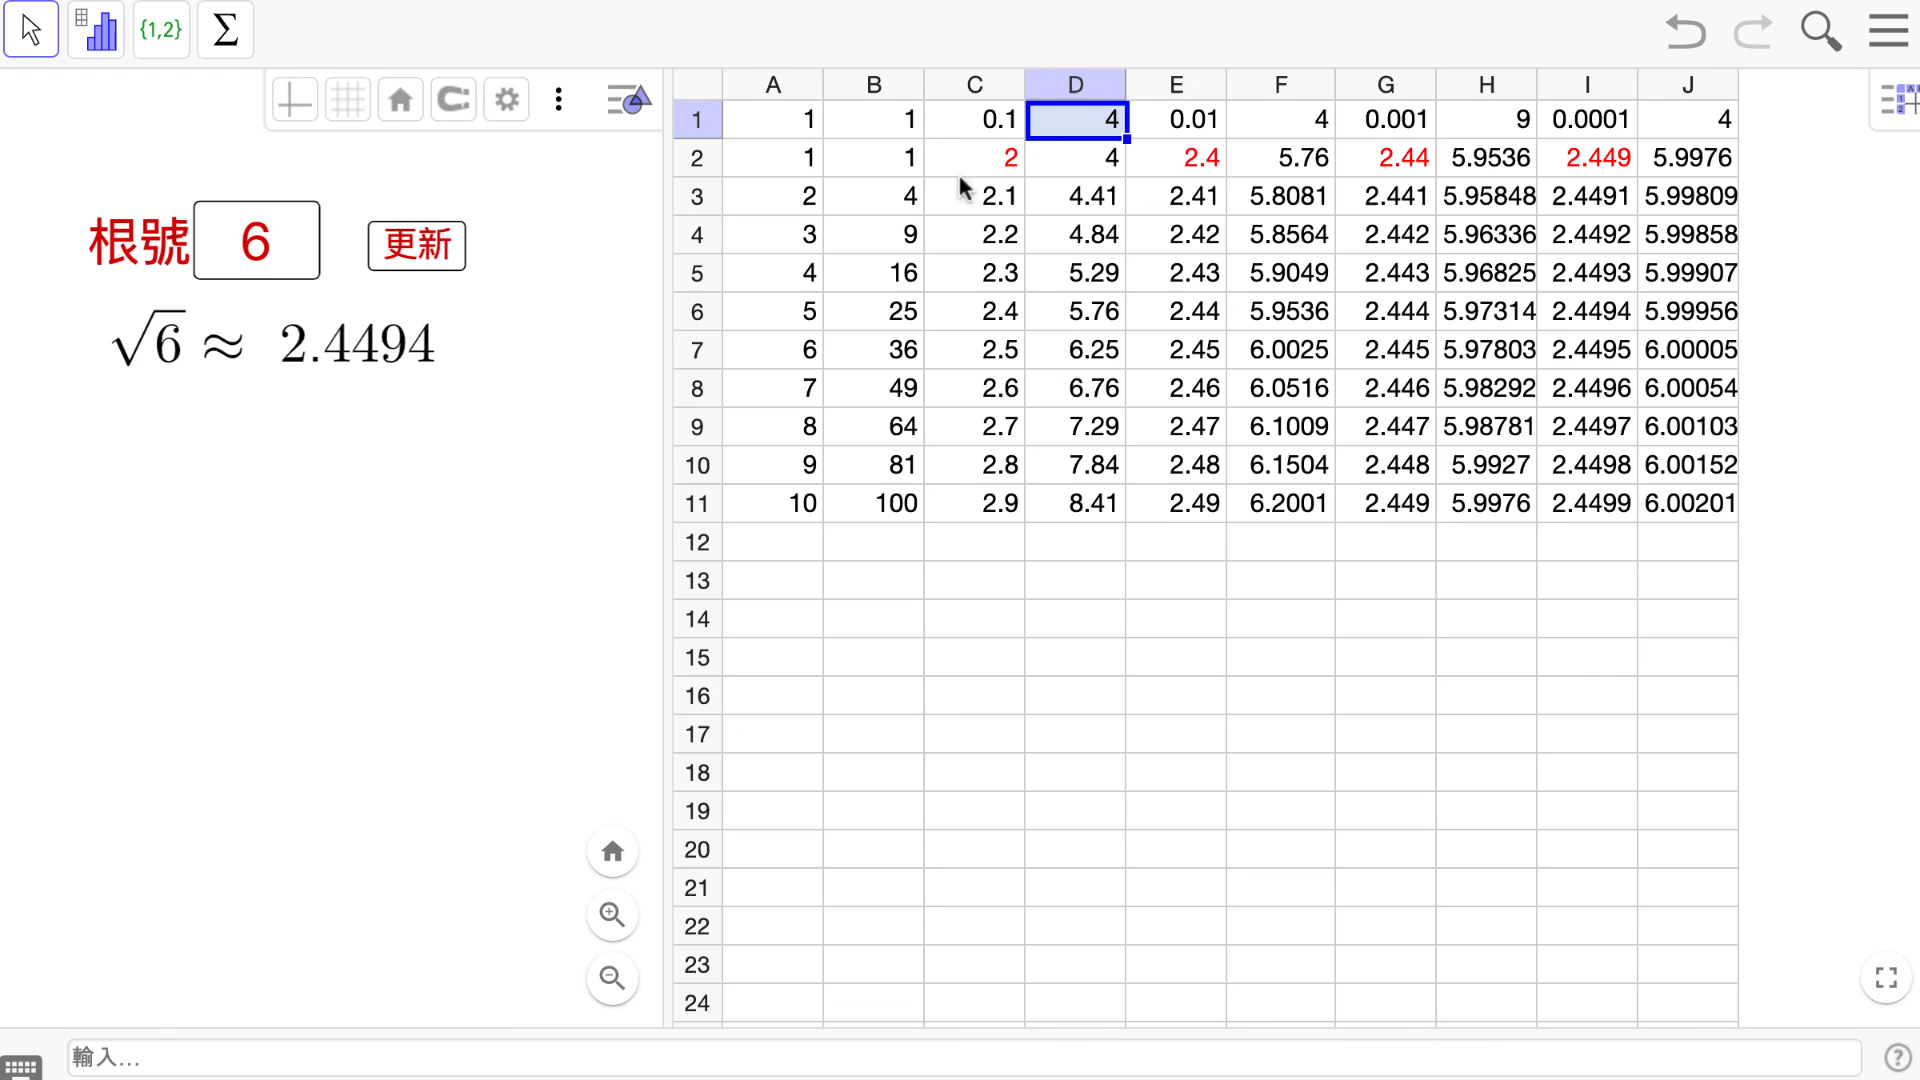 {1,2} Σ
根號 6 更新
√6 ≈ 2.4494
A B C D E F G H I J
1 1 1 0.1 4 0.01 4 0.001 9 0.0001 4
2 1 1 2 4 2.4 5.76 2.44 5.9536 2.449 5.9976
3 2 4 2.1 4.41 2.41 5.8081 2.441 5.95848 2.4491 5.99809
4 3 9 2.2 4.84 2.42 5.8564 2.442 5.96336 2.4492 5.99858
5 4 16 2.3 5.29 2.43 5.9049 2.443 5.96825 2.4493 5.99907
6 5 25 2.4 5.76 2.44 5.9536 2.444 5.97314 2.4494 5.99956
7 6 36 2.5 6.25 2.45 6.0025 2.445 5.97803 2.4495 6.00005
8 7 49 2.6 6.76 2.46 6.0516 2.446 5.98292 2.4496 6.00054
9 8 64 2.7 7.29 2.47 6.1009 2.447 5.98781 2.4497 6.00103
10 9 81 2.8 7.84 2.48 6.1504 2.448 5.9927 2.4498 6.00152
11 10 100 2.9 8.41 2.49 6.2001 2.449 5.9976 2.4499 6.00201
12
13
14
15
16
17
18
19
20
21
22
23
24
輸入…